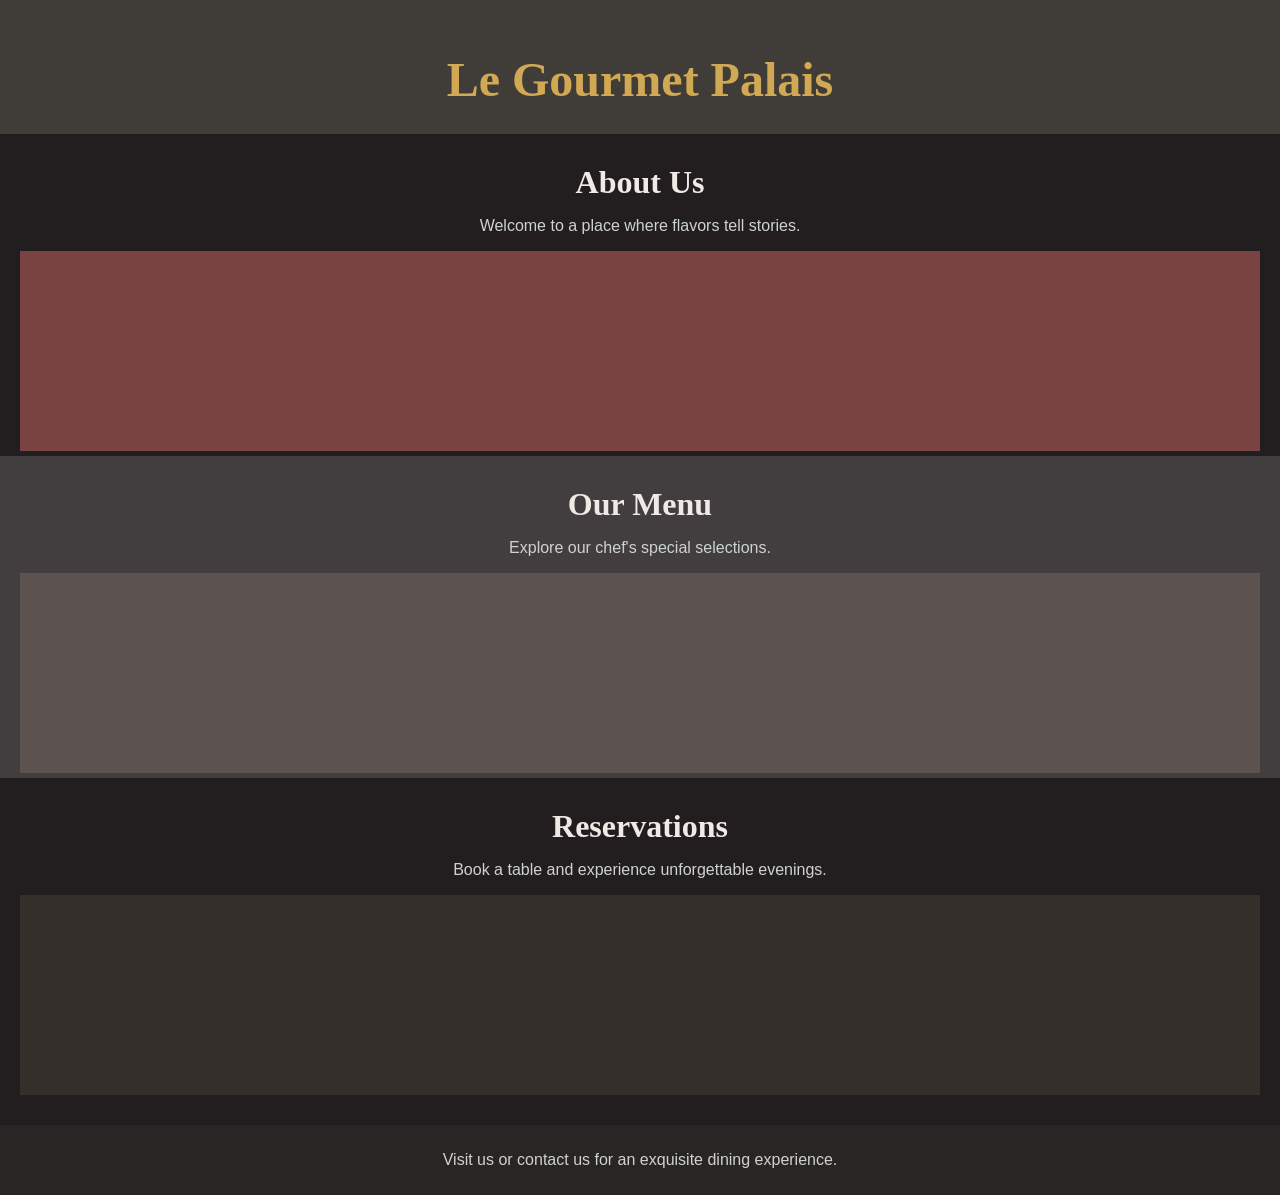 Le Gourmet Palais
About Us
Welcome to a place where flavors tell stories.
Our Menu
Explore our chef's special selections.
Reservations
Book a table and experience unforgettable evenings.
Visit us or contact us for an exquisite dining experience.